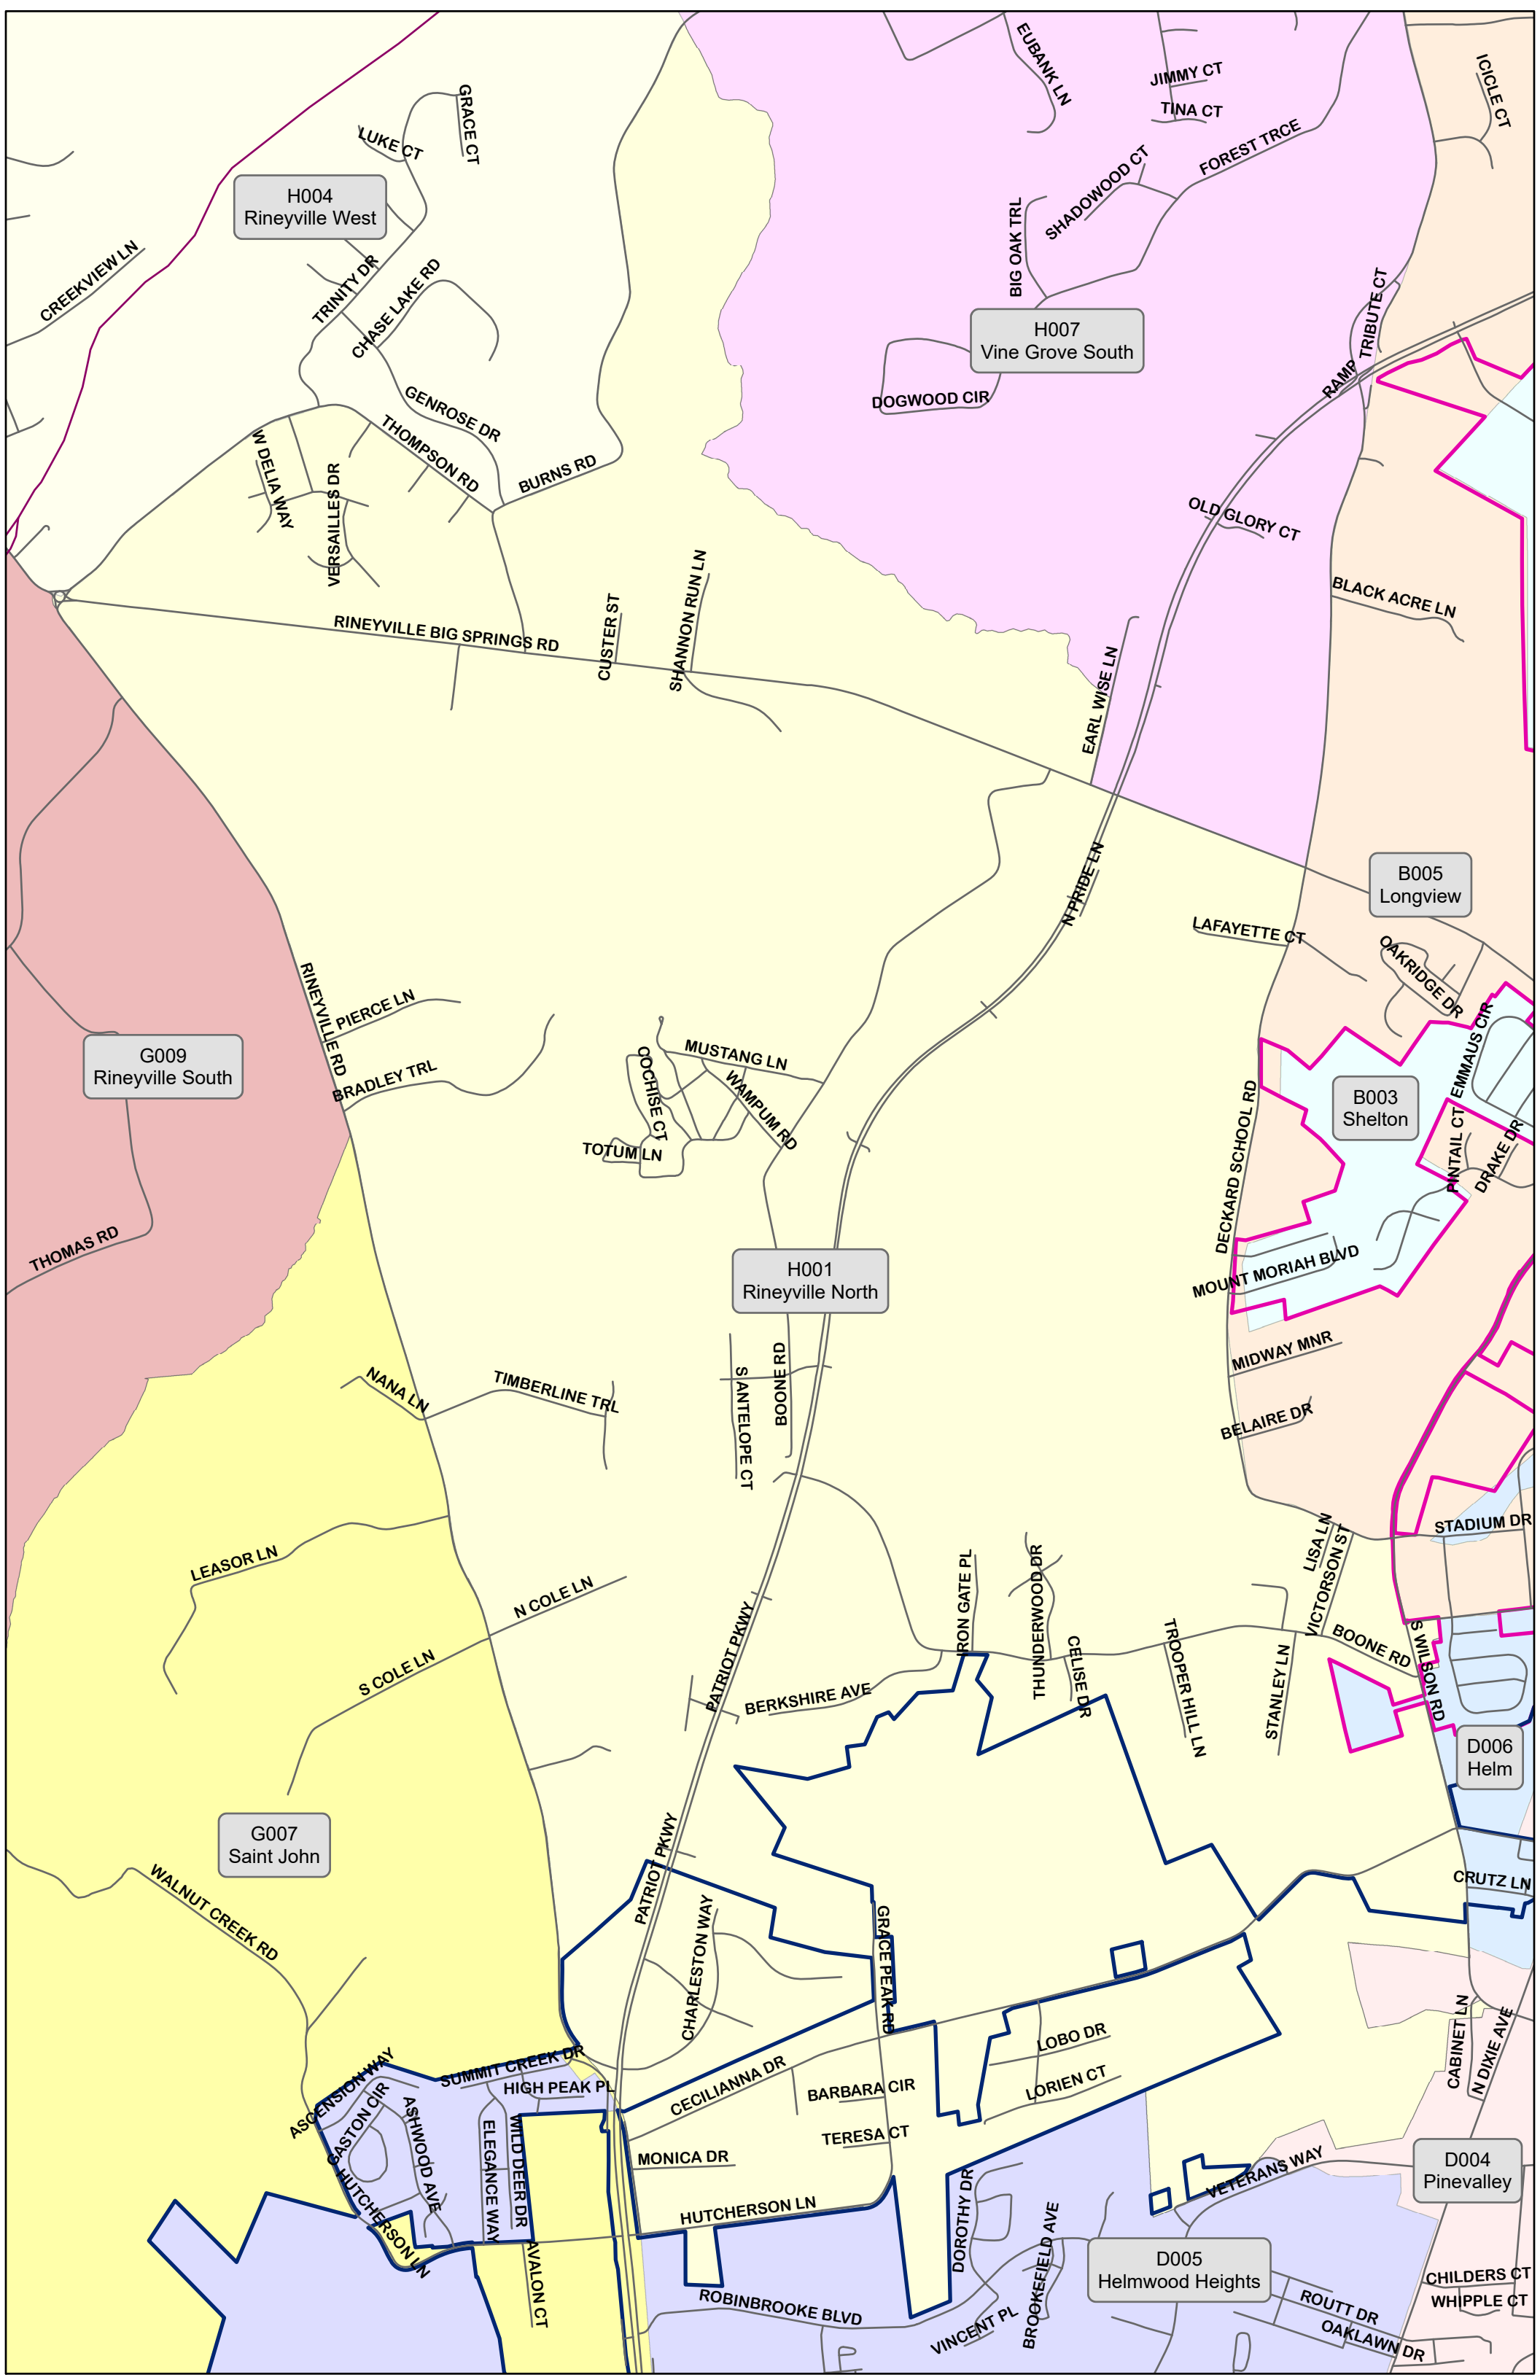 EUBANK LN
JIMMY CT
ICICLE CT
GRACE CT
TINA CT
LUKE CT
FOREST TRCE
SHADOWOOD CT
H004
Rineyville West
BIG OAK TRL
CREEKVIEW LN
TRINITY DR
CHASE LAKE RD
TRIBUTE CT
H007
Vine Grove South
RAMP
DOGWOOD CIR
GENROSE DR
THOMPSON RD
W DELIA WAY
BURNS RD
VERSAILLES DR
OLD GLORY CT
BLACK ACRE LN
SHANNON RUN LN
CUSTER ST
RINEYVILLE BIG SPRINGS RD
EARL WISE LN
B005
Longview
N PRIDE LN
LAFAYETTE CT
OAKRIDGE DR
RINEYVILLE RD
PIERCE LN
EMMAUS CIR
G009
Rineyville South
MUSTANG LN
COCHISE CT
WAMPUM RD
BRADLEY TRL
B003
Shelton
TOTUM LN
DECKARD SCHOOL RD
PINTAIL CT
DRAKE DR
THOMAS RD
H001
Rineyville North
MOUNT MORIAH BLVD
MIDWAY MNR
NANA LN
TIMBERLINE TRL
S ANTELOPE CT
BOONE RD
BELAIRE DR
STADIUM DR
LISA LN
VICTORSON ST
LEASOR LN
N COLE LN
IRON GATE PL
THUNDERWOOD DR
PATRIOT PKWY
S COLE LN
CELISE DR
TROOPER HILL LN
STANLEY LN
BOONE RD
S WILSON RD
BERKSHIRE AVE
D006
Helm
G007
Saint John
PATRIOT PKWY
WALNUT CREEK RD
CRUTZ LN
CHARLESTON WAY
GRACE PEAK RD
CABINET LN
N DIXIE AVE
LOBO DR
SUMMIT CREEK DR
ASCENSION WAY
HIGH PEAK PL
CECILIANNA DR
BARBARA CIR
LORIEN CT
GASTON CIR
ASHWOOD AVE
ELEGANCE WAY
WILD DEER DR
TERESA CT
MONICA DR
D004
Pinevalley
VETERANS WAY
HUTCHERSON LN
HUTCHERSON LN
DOROTHY DR
BROOKEFIELD AVE
D005
Helmwood Heights
AVALON CT
CHILDERS CT
WHIPPLE CT
ROBINBROOKE BLVD
VINCENT PL
ROUTT DR
OAKLAWN DR